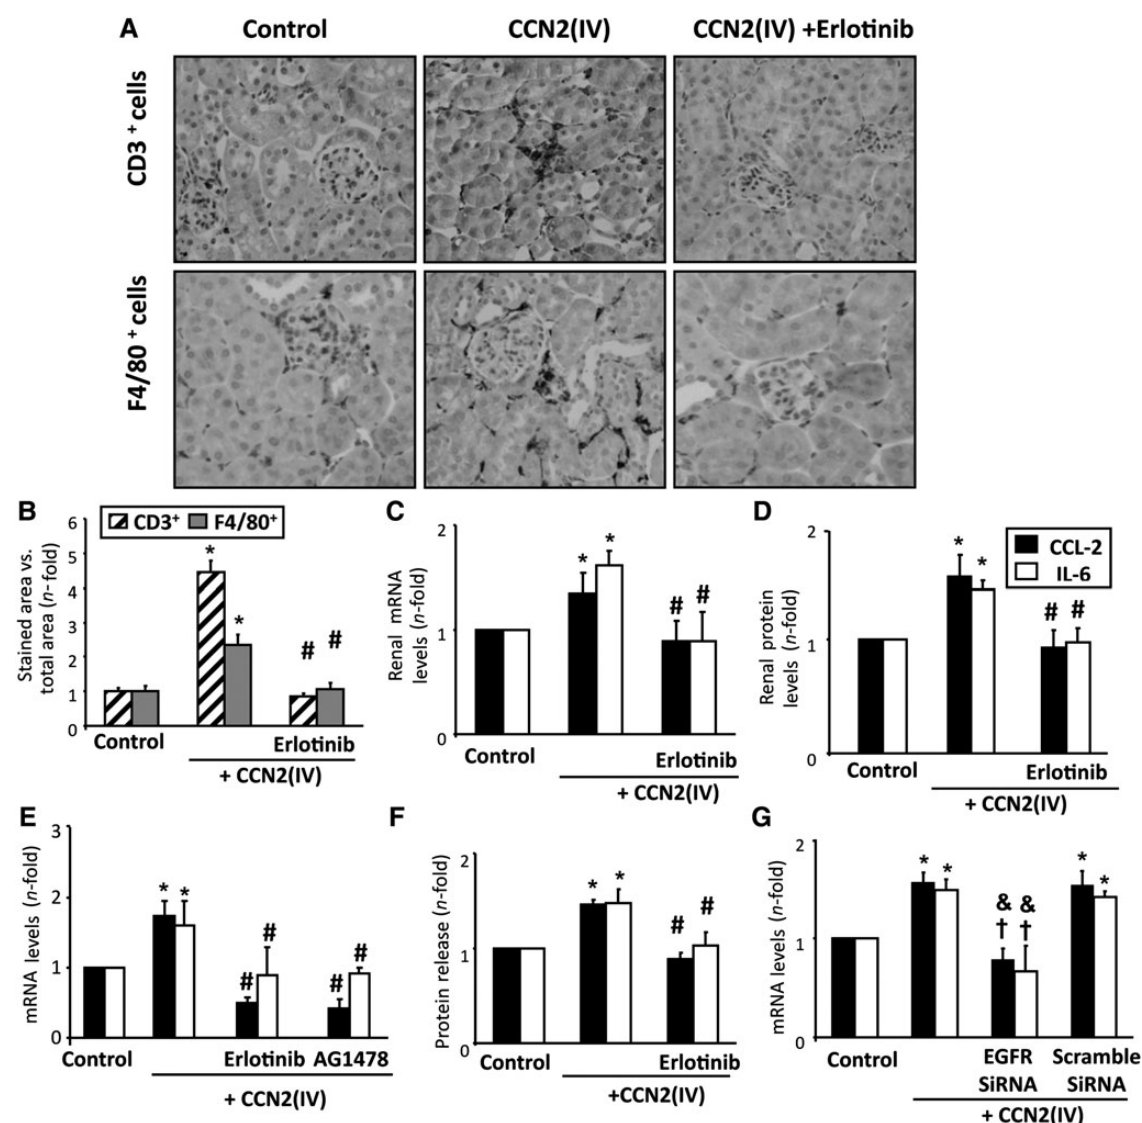 A
Control
CCN2(IV)
CCN2(IV) +Erlotinib
CD3 + cells
F4/80 + cells
B
CD3+
F4/80+
Stained area vs.
total area (n- fold)
6
5
4
3
2
1
0
*
*
#
#
Control
Erlotinib
+ CCN2(IV)
C
Renal mRNA
levels (n-fold)
2
1
0
*
*
#
#
Control
Erlotinib
+ CCN2(IV)
D
CCL-2
IL-6
Renal protein
levels (n-fold)
2
1
0
*
*
#
#
Control
Erlotinib
+ CCN2(IV)
E
mRNA levels (n-fold)
3
2
1
0
*
*
#
#
#
#
Control
Erlotinib
AG1478
+ CCN2(IV)
F
Protein release (n-fold)
2
1
0
*
*
#
#
Control
Erlotinib
+CCN2(IV)
G
mRNA levels (n-fold)
2
1
0
*
*
&
&
†
†
*
*
Control
EGFR
SiRNA
Scramble
SiRNA
+ CCN2(IV)